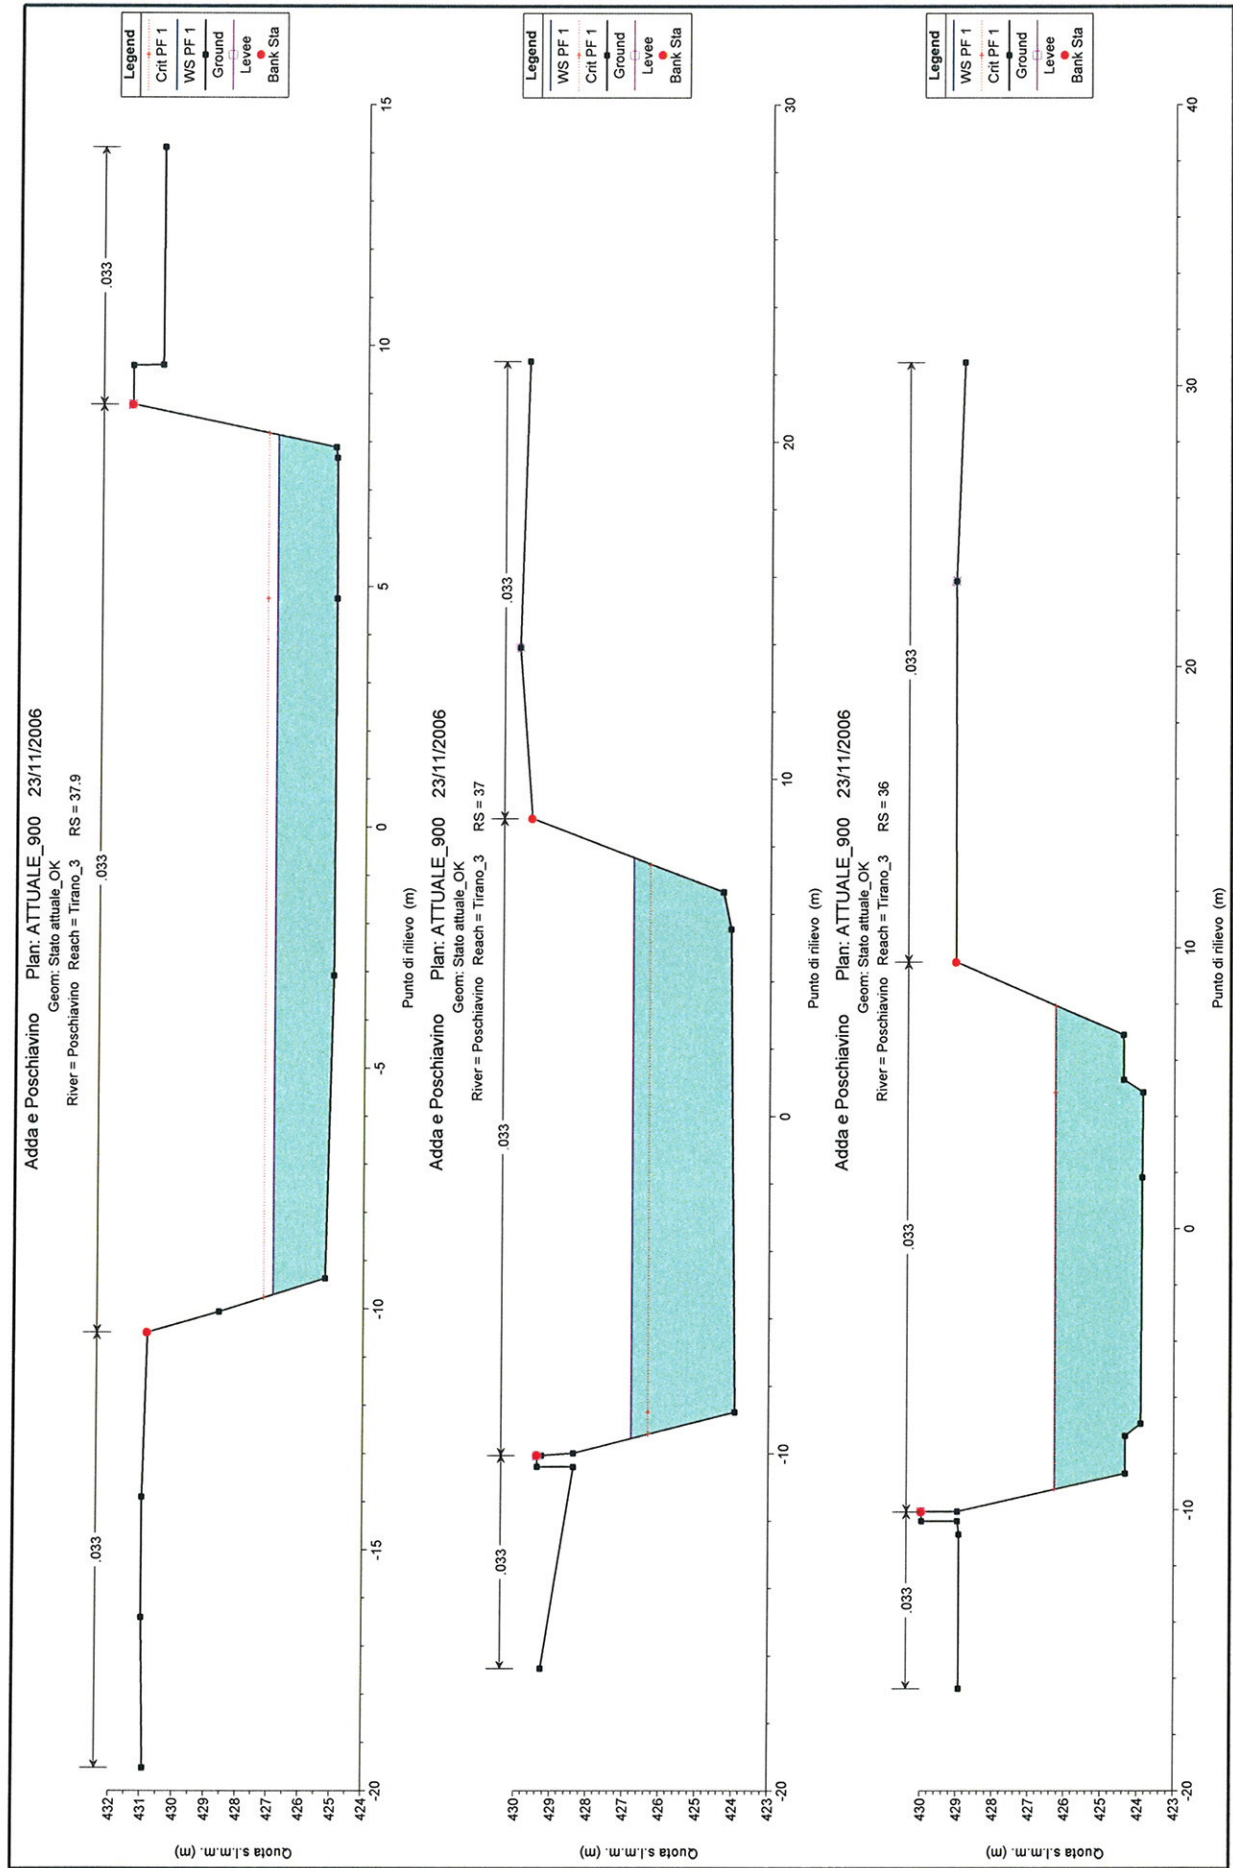 Adda e Poschiavino Plan: ATTUALE_900 23/11/2006
Geom: Stato attuale_OK
River = Poschiavino Reach = Tirano_3 RS = 37.9
.033
.033
.033
Legend
Crit PF 1
WS PF 1
Ground
Levee
Bank Sta
Quota s.l.m.m. (m)
432
431
430
429
428
427
426
425
424
-20
-15
-10
-5
0
5
10
15
Punto di rilievo (m)
Adda e Poschiavino Plan: ATTUALE_900 23/11/2006
Geom: Stato attuale_OK
River = Poschiavino Reach = Tirano_3 RS = 37
.033
.033
.033
Legend
WS PF 1
Crit PF 1
Ground
Levee
Bank Sta
Quota s.l.m.m. (m)
430
429
428
427
426
425
424
423
-20
-10
0
10
20
30
Punto di rilievo (m)
Adda e Poschiavino Plan: ATTUALE_900 23/11/2006
Geom: Stato attuale_OK
River = Poschiavino Reach = Tirano_3 RS = 36
.033
.033
.033
Legend
WS PF 1
Crit PF 1
Ground
Levee
Bank Sta
Quota s.l.m.m. (m)
430
429
428
427
426
425
424
423
-20
-10
0
10
20
30
40
Punto di rilievo (m)